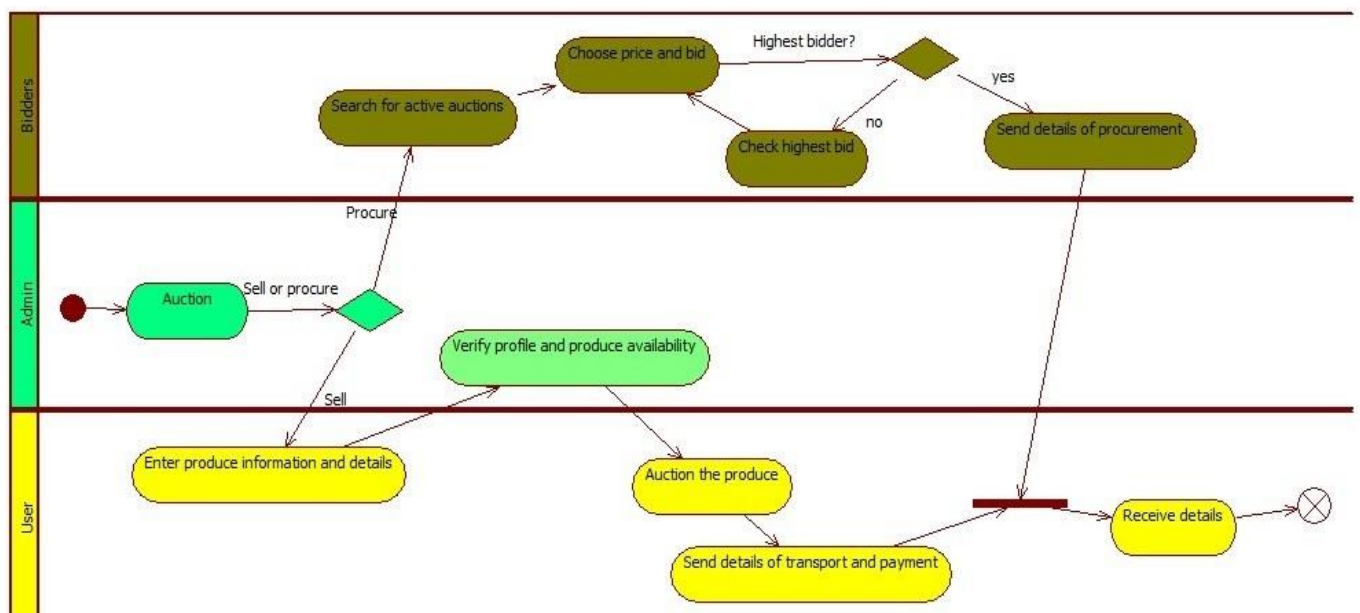 Bidders
Choose price and bid
Highest bidder?
yes
Search for active auctions
no
Send details of procurement
Check highest bid
Admin
Procure
Auction
Sell or procure
Verify profile and produce availability
Sell
User
Enter produce information and details
Auction the produce
Receive details
Send details of transport and payment